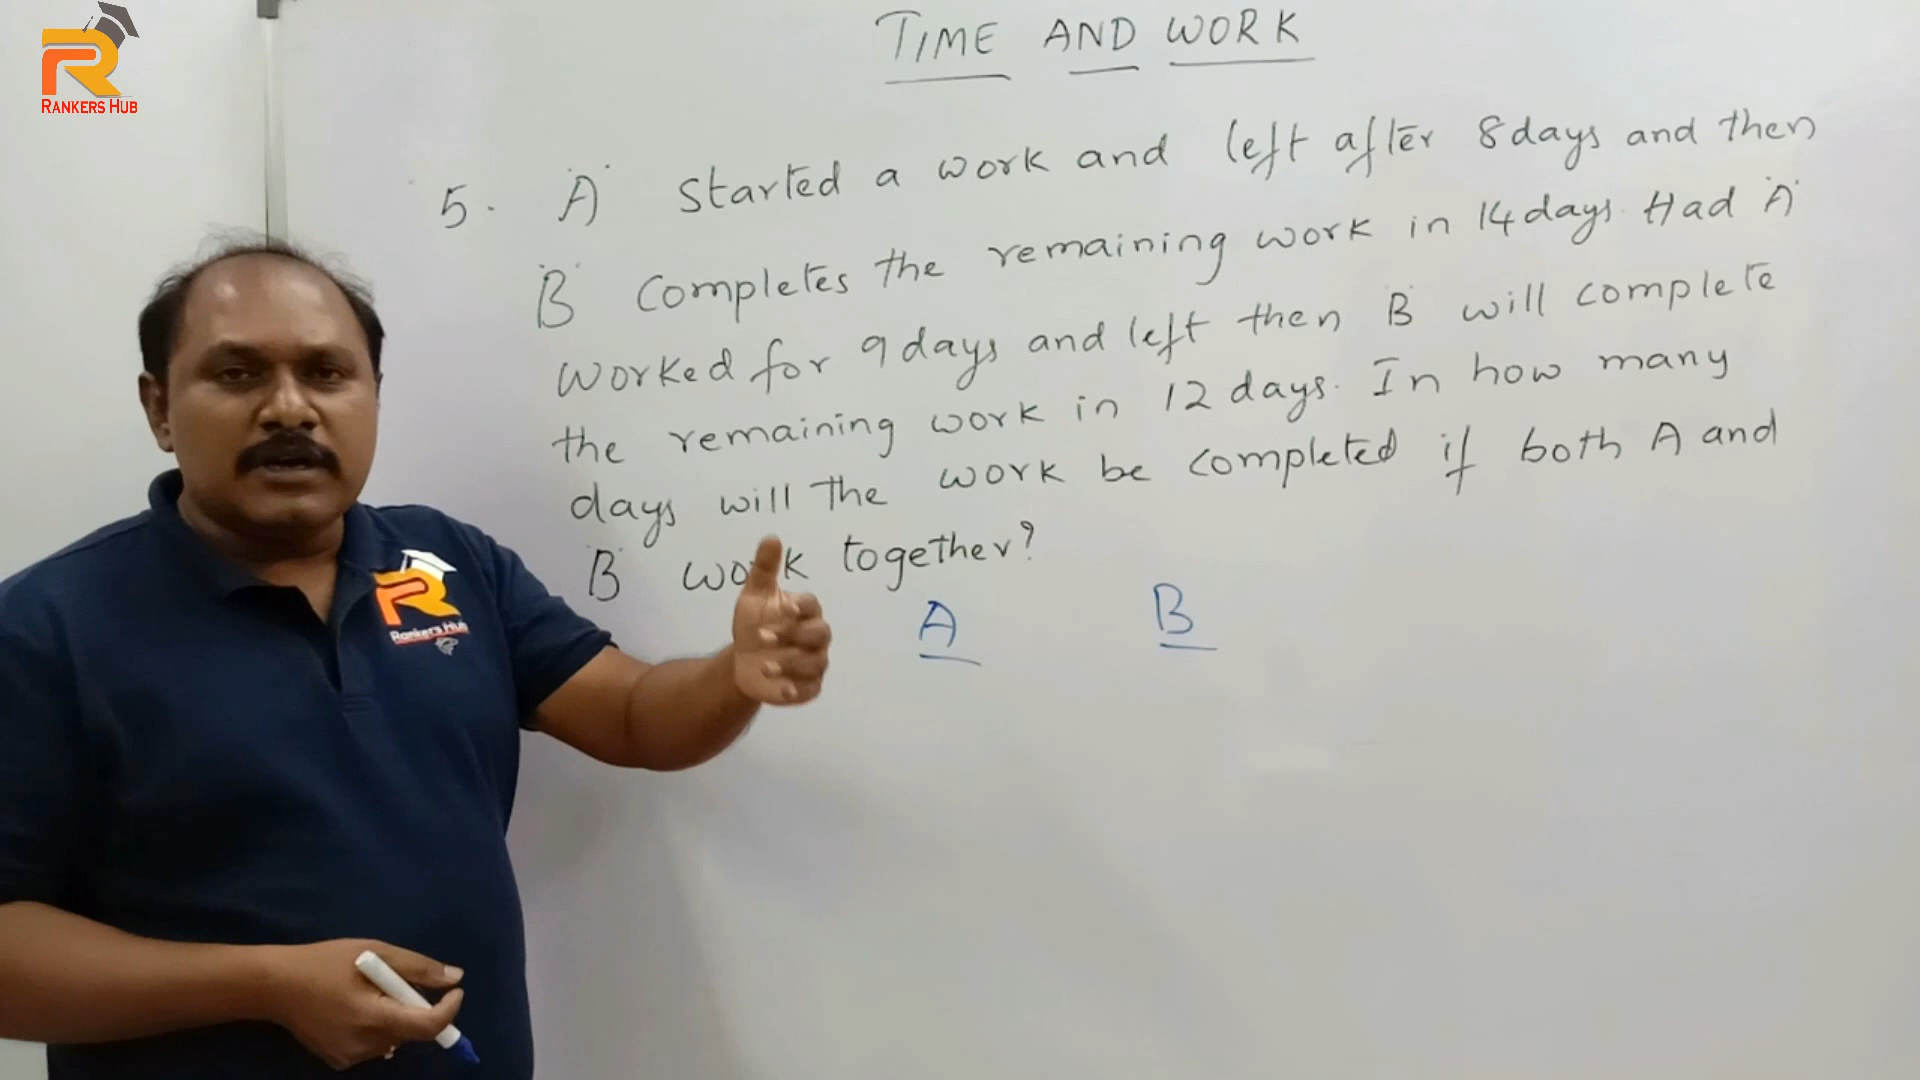 RANKERS HUB
TIME AND WORK
5. 'A' Started a work and left after 8 days and then
'B' Completes the remaining work in 14 days. Had 'A'
worked for 9 days and left then 'B' will complete
the remaining work in 12 days. In how many
days will the work be completed if both A and
'B' work together?
A B
Rankers Hub